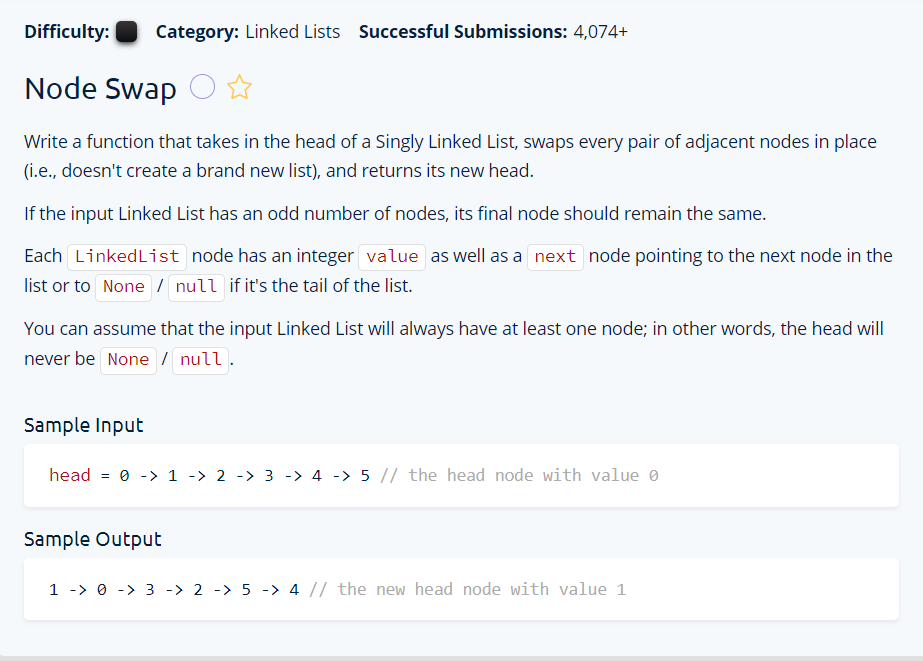 Difficulty: Category: Linked Lists Successful Submissions: 4,074+
Node Swap
Write a function that takes in the head of a Singly Linked List, swaps every pair of adjacent nodes in place
(i.e., doesn't create a brand new list), and returns its new head.
If the input Linked List has an odd number of nodes, its final node should remain the same.
Each LinkedList node has an integer value as well as a next node pointing to the next node in the
list or to None / null if it's the tail of the list.
You can assume that the input Linked List will always have at least one node; in other words, the head will
never be None / null.
Sample Input
head = 0 -> 1 -> 2 -> 3 -> 4 -> 5 // the head node with value 0
Sample Output
1 -> 0 -> 3 -> 2 -> 5 -> 4 // the new head node with value 1